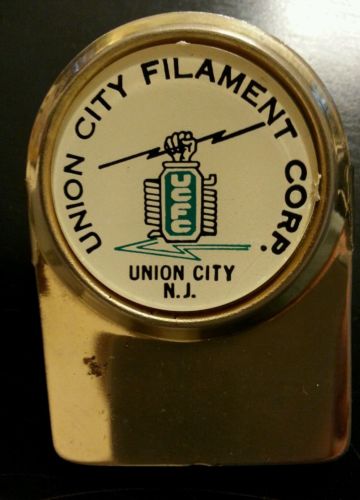 UNION CITY FILAMENT CORP.
UCFC
UNION CITY
N.J.